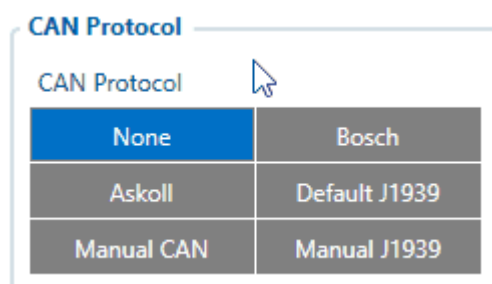 CAN Protocol
CAN Protocol
None Bosch
Askoll Default J1939
Manual CAN Manual J1939